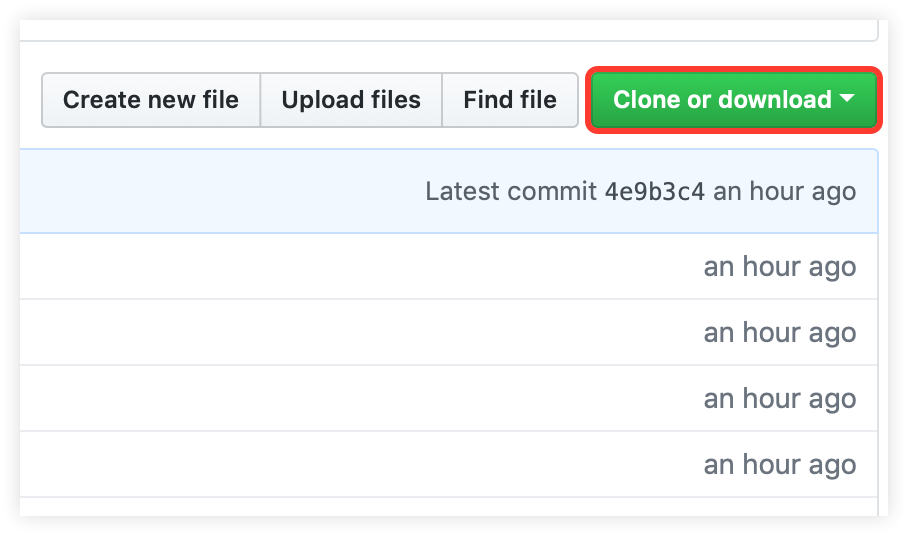 Create new file Upload files Find file Clone or download
Latest commit 4e9b3c4 an hour ago
an hour ago
an hour ago
an hour ago
an hour ago